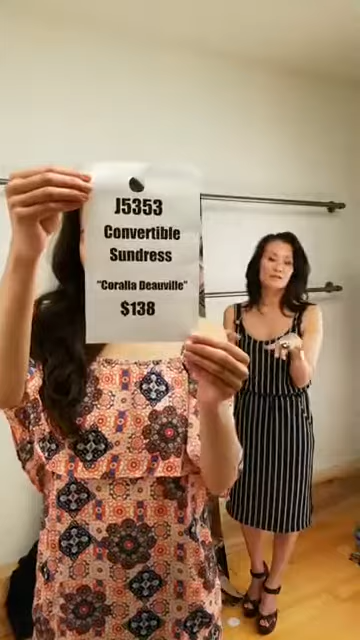 J5353
Convertible
Sundress
"Coralla Deauville"
$138